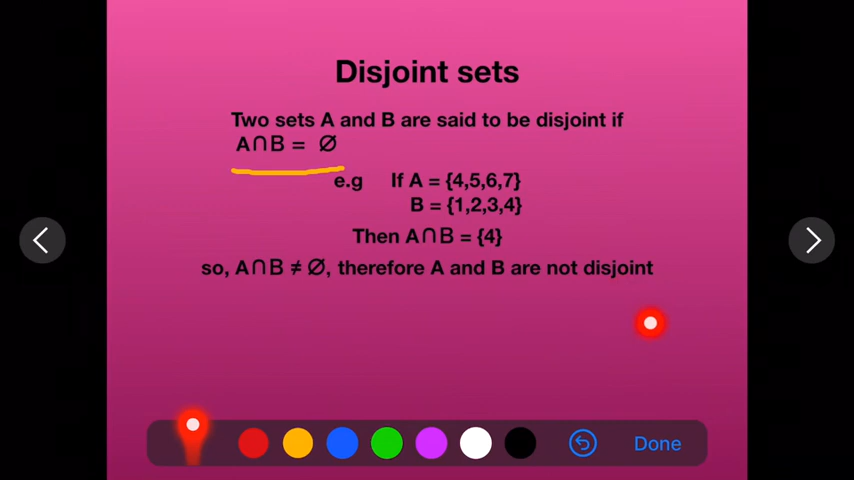 Disjoint sets
Two sets A and B are said to be disjoint if
A∩B = Ø
e.g If A = {4,5,6,7}
B = {1,2,3,4}
Then A∩B = {4}
so, A∩B ≠ Ø, therefore A and B are not disjoint
Done